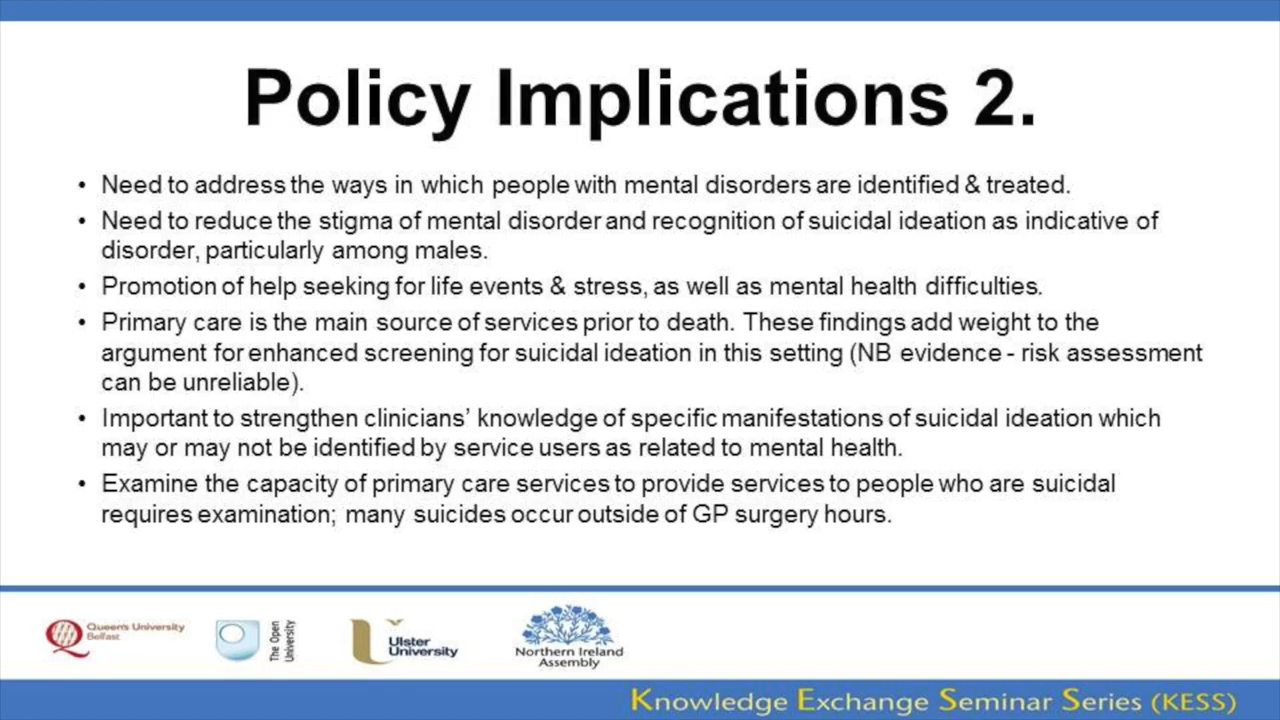 Policy Implications 2.
• Need to address the ways in which people with mental disorders are identified & treated.
• Need to reduce the stigma of mental disorder and recognition of suicidal ideation as indicative of
disorder, particularly among males.
• Promotion of help seeking for life events & stress, as well as mental health difficulties.
• Primary care is the main source of services prior to death. These findings add weight to the
argument for enhanced screening for suicidal ideation in this setting (NB evidence - risk assessment
can be unreliable).
• Important to strengthen clinicians’ knowledge of specific manifestations of suicidal ideation which
may or may not be identified by service users as related to mental health.
• Examine the capacity of primary care services to provide services to people who are suicidal
requires examination; many suicides occur outside of GP surgery hours.
Queen's University
Belfast
The Open
University
Ulster
University
Northern Ireland
Assembly
Knowledge Exchange Seminar Series (KESS)